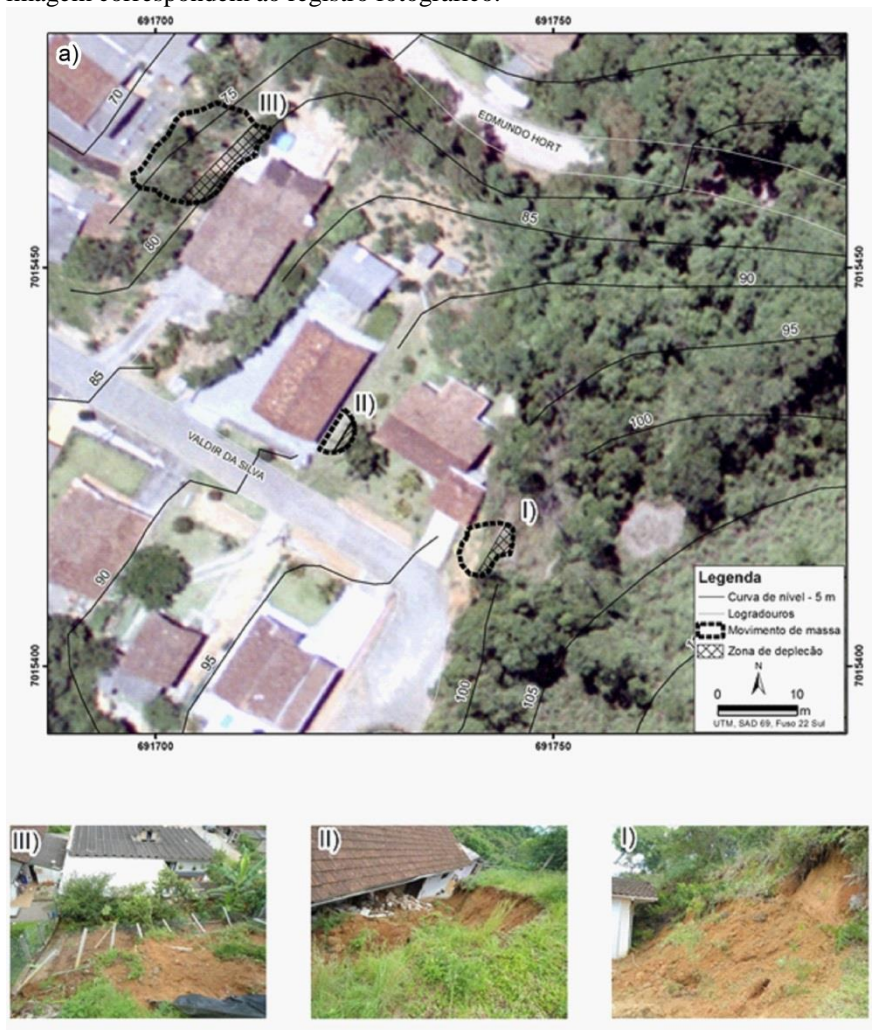 imagem correspondem ao registro fotográfico.
691700 691750
a)
70
75
III)
EDMUNDO HORT
80
85
7015450 7015450
90
95
85
100
II)
VALDIR DA SILVA
I)
90
95
100
105
Legenda
Curva de nível - 5 m
Logradouros
Movimento de massa
Zona de deplecão
N
0 10
m
UTM, SAD 69, Fuso 22 Sul
7015400 7015400
691700 691750
III) II) I)